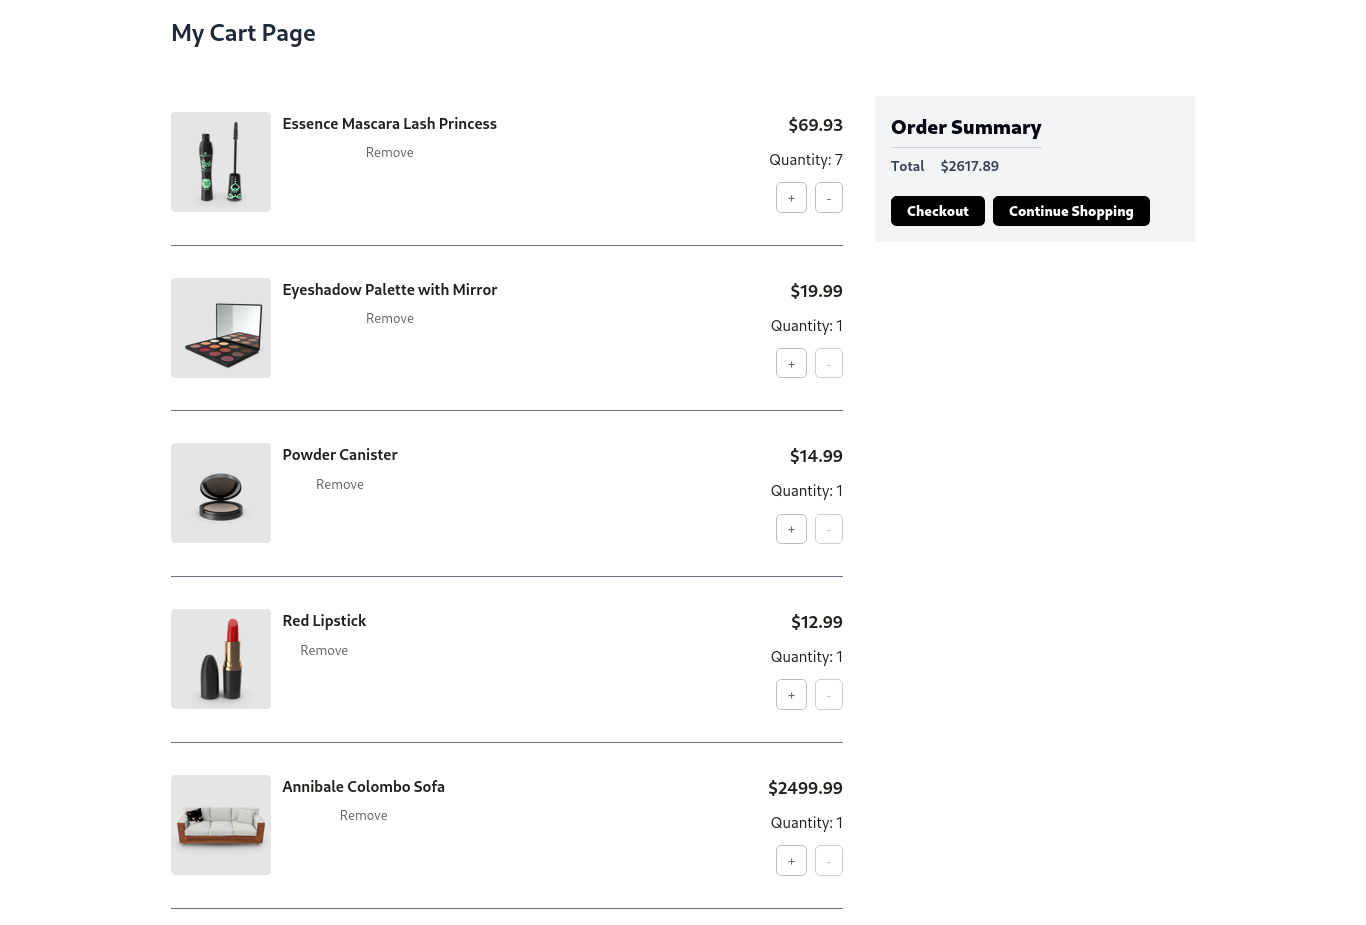 My Cart Page
Essence Mascara Lash Princess
Remove
$69.93
Quantity: 7
+ -
Order Summary
Total $2617.89
Checkout Continue Shopping
Eyeshadow Palette with Mirror
Remove
$19.99
Quantity: 1
+ -
Powder Canister
Remove
$14.99
Quantity: 1
+ -
Red Lipstick
Remove
$12.99
Quantity: 1
+ -
Annibale Colombo Sofa
Remove
$2499.99
Quantity: 1
+ -